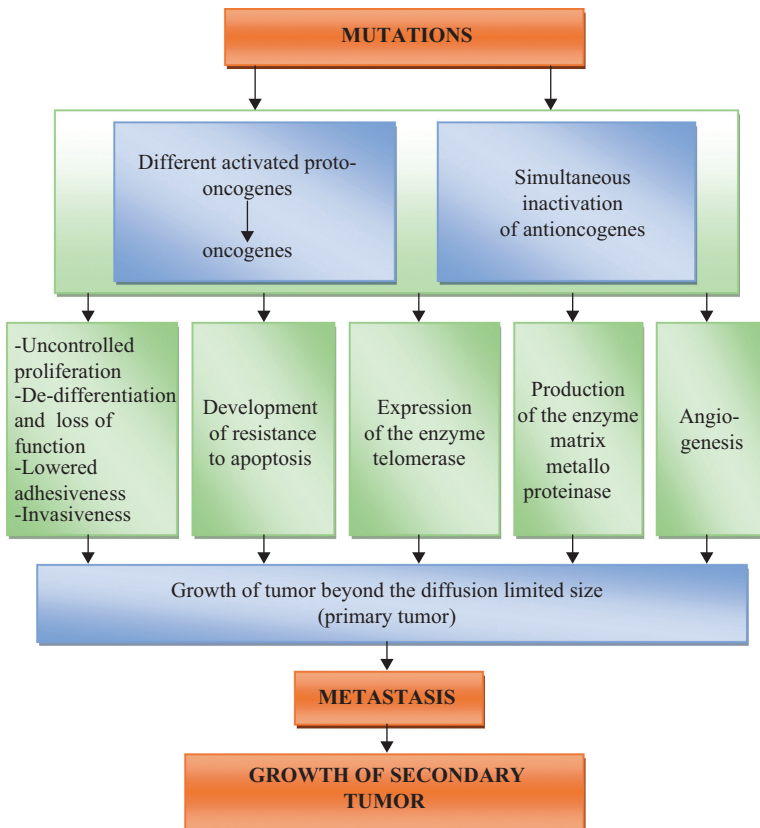 MUTATIONS
Different activated proto-
oncogenes
oncogenes
Simultaneous
inactivation
of antioncogenes
-Uncontrolled
proliferation
-De-differentiation
and loss of
function
-Lowered
adhesiveness
-Invasiveness
Development
of resistance
to apoptosis
Expression
of the enzyme
telomerase
Production
of the enzyme
matrix
metallo
proteinase
Angio-
genesis
Growth of tumor beyond the diffusion limited size
(primary tumor)
METASTASIS
GROWTH OF SECONDARY
TUMOR